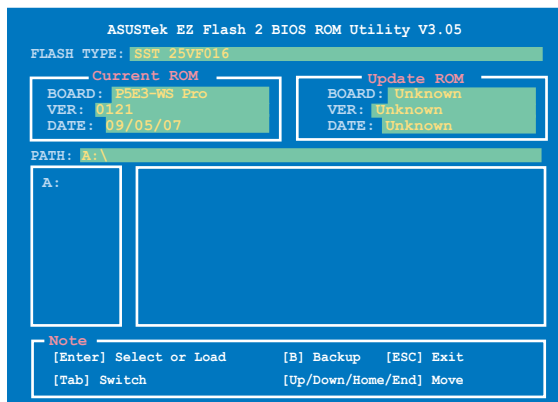 ASUSTek EZ Flash 2 BIOS ROM Utility V3.05
FLASH TYPE: SST 25VF016
Current ROM
BOARD: P5E3-WS Pro
VER: 0121
DATE: 09/05/07
Update ROM
BOARD: Unknown
VER: Unknown
DATE: Unknown
PATH: A:\
A:
Note
[Enter] Select or Load [B] Backup [ESC] Exit
[Tab] Switch [Up/Down/Home/End] Move